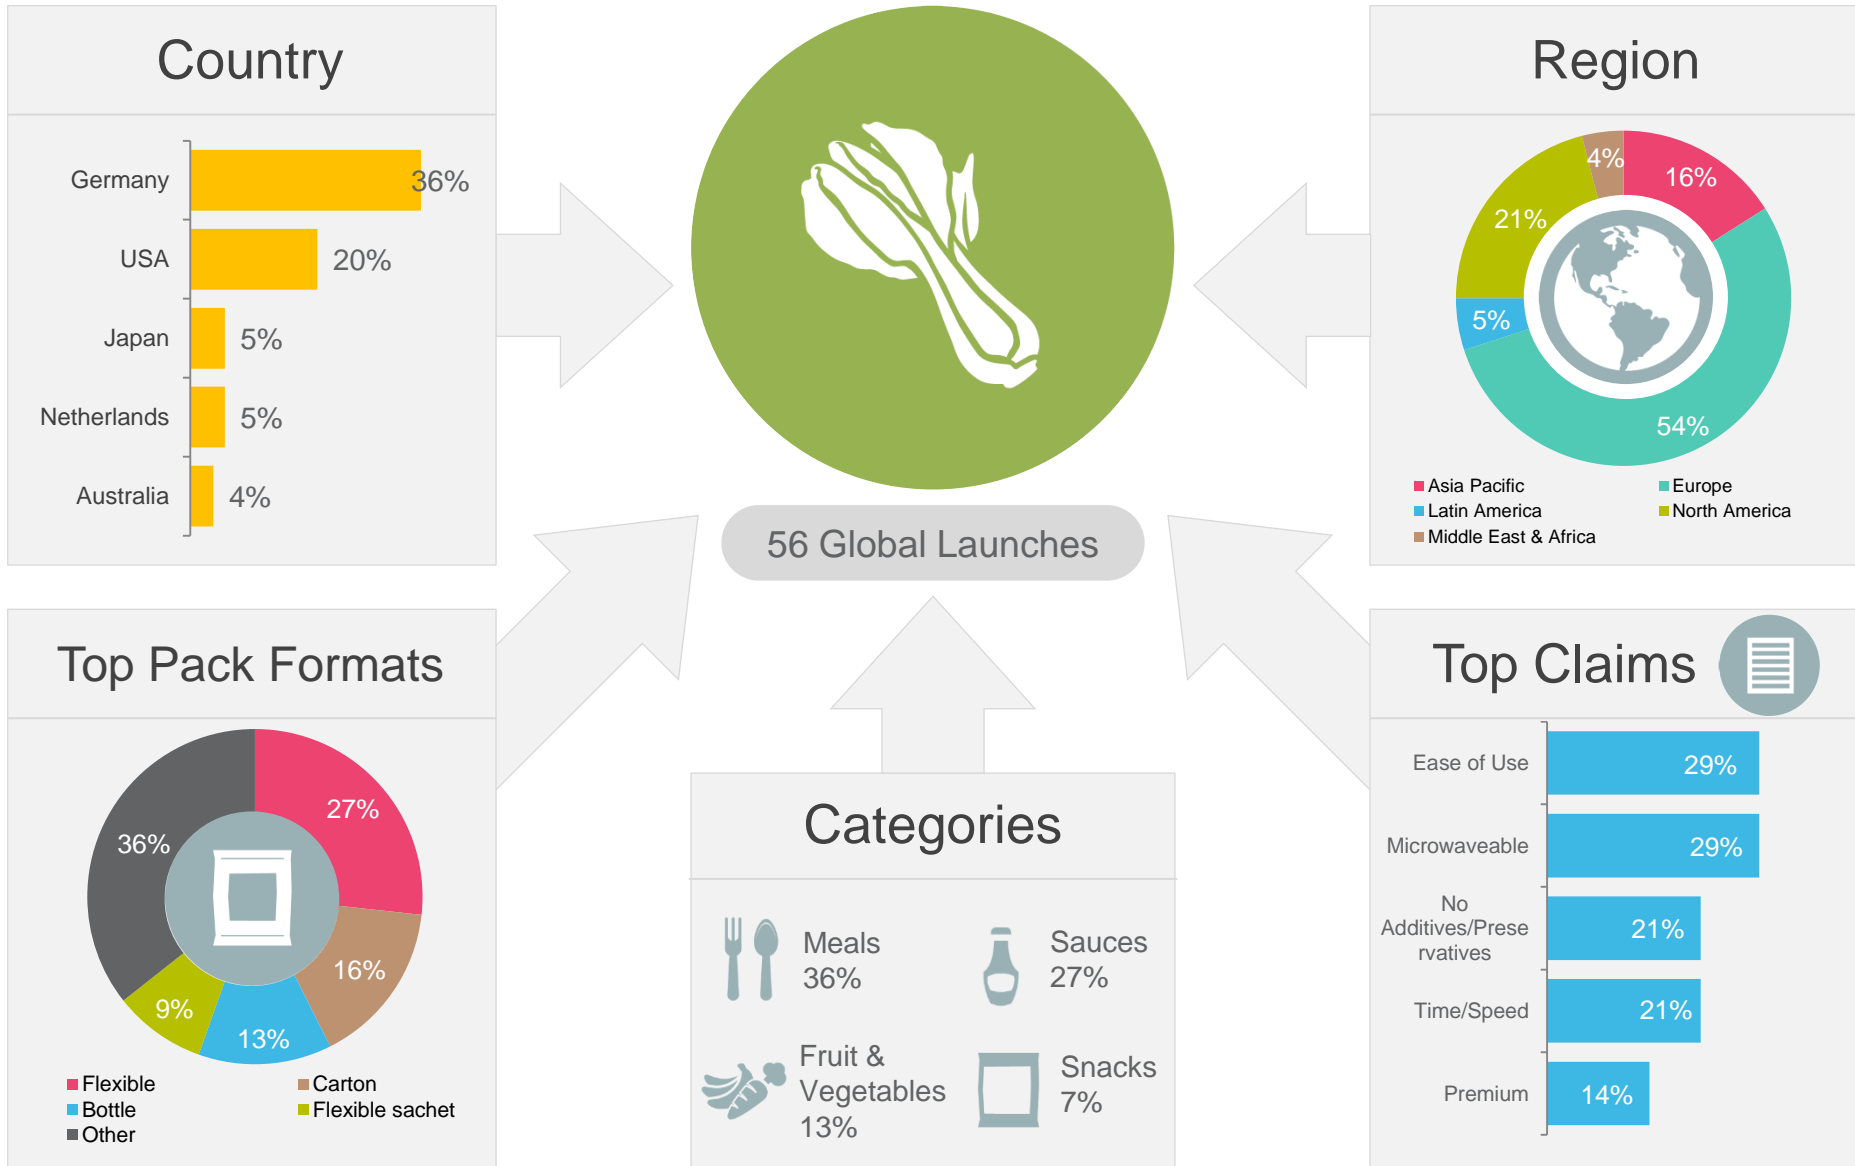 Country
Germany
36%
USA
20%
Japan
5%
Netherlands
5%
Australia
4%
56 Global Launches
Region
4%
16%
21%
5%
54%
Asia Pacific
Europe
Latin America
North America
Middle East & Africa
Top Pack Formats
27%
36%
16%
9%
13%
Flexible
Carton
Bottle
Flexible sachet
Other
Categories
Meals
36%
Sauces
27%
Fruit &
Vegetables
13%
Snacks
7%
Top Claims
Ease of Use
29%
Microwaveable
29%
No
Additives/Prese
rvatives
21%
Time/Speed
21%
Premium
14%